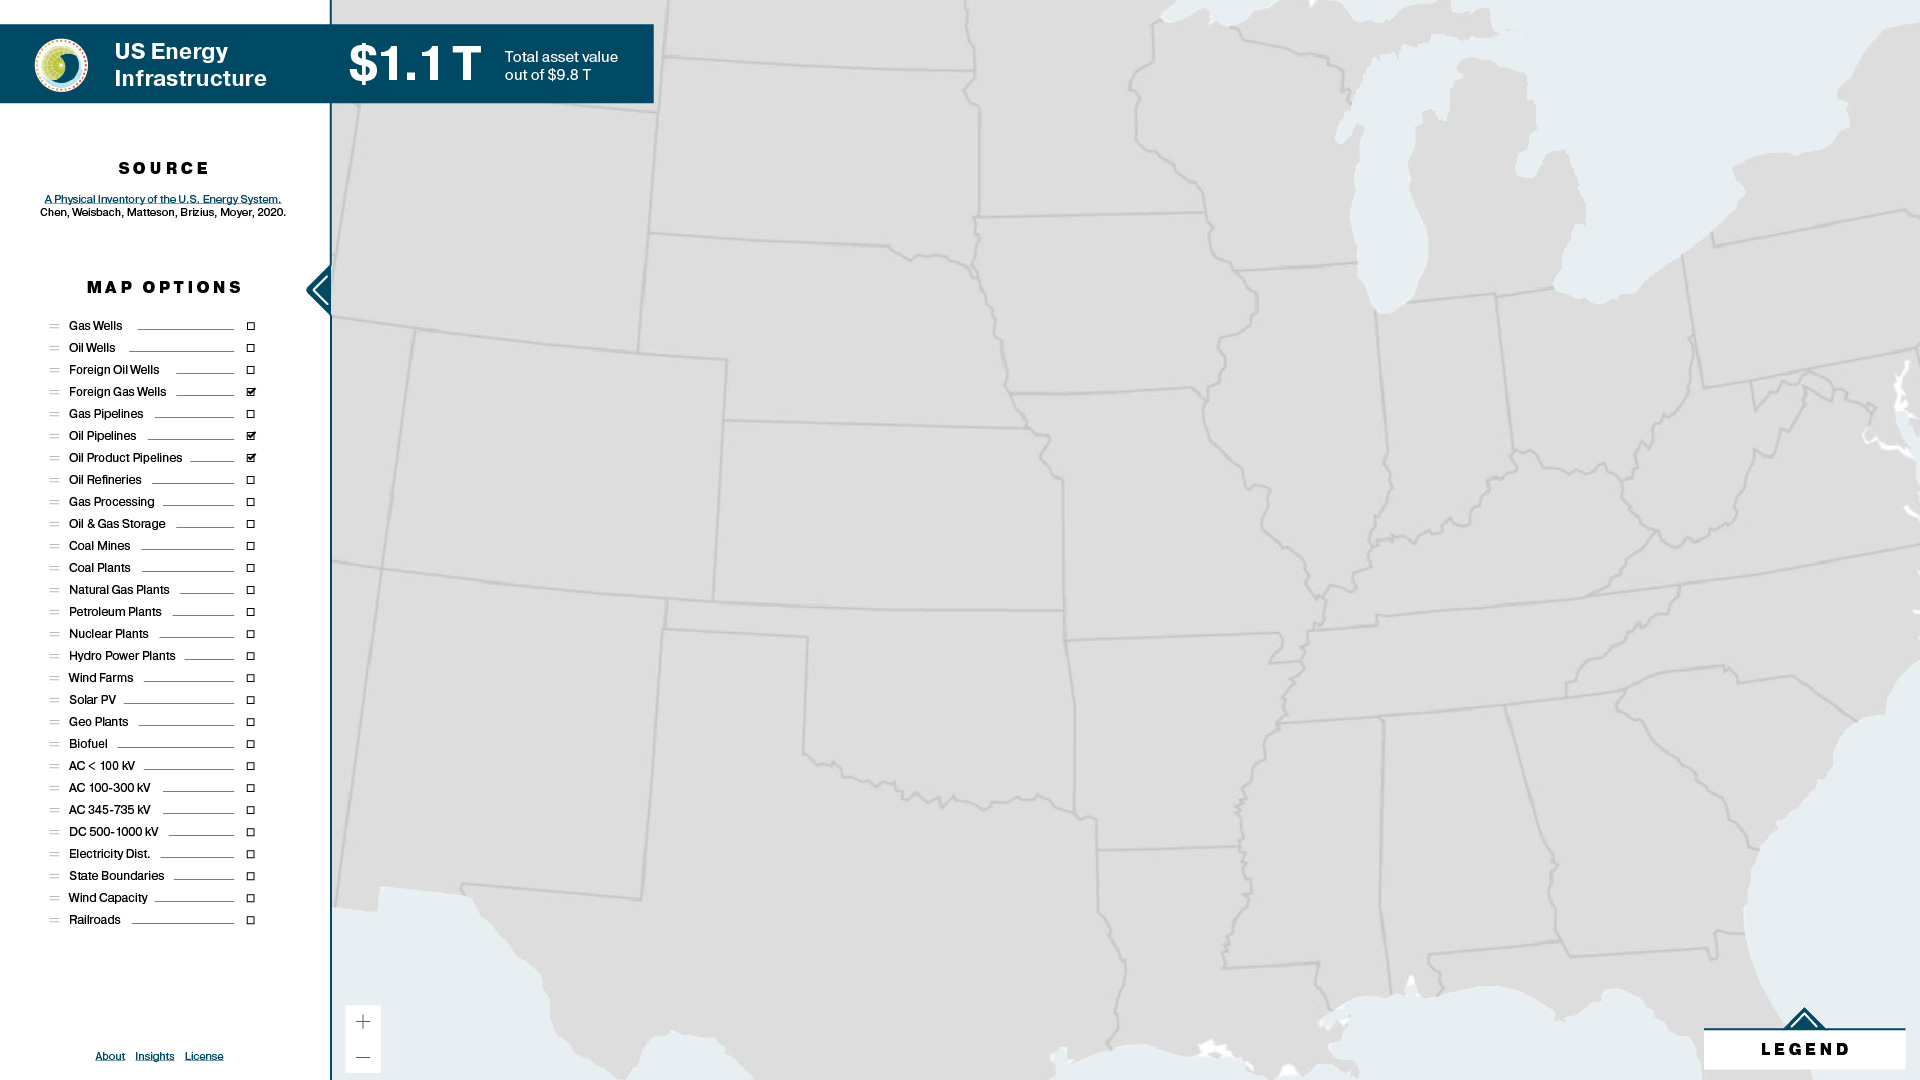 US Energy
Infrastructure
$1.1 T
Total asset value
out of $9.8 T
SOURCE
A Physical Inventory of the U.S. Energy System.
Chen, Weisbach, Matteson, Brizius, Moyer, 2020.
MAP OPTIONS
Gas Wells
Oil Wells
Foreign Oil Wells
Foreign Gas Wells
Gas Pipelines
Oil Pipelines
Oil Product Pipelines
Oil Refineries
Gas Processing
Oil & Gas Storage
Coal Mines
Coal Plants
Natural Gas Plants
Petroleum Plants
Nuclear Plants
Hydro Power Plants
Wind Farms
Solar PV
Geo Plants
Biofuel
AC < 100 kV
AC 100-300 kV
AC 345-735 kV
DC 500-1000 kV
Electricity Dist.
State Boundaries
Wind Capacity
Railroads
About Insights License
LEGEND